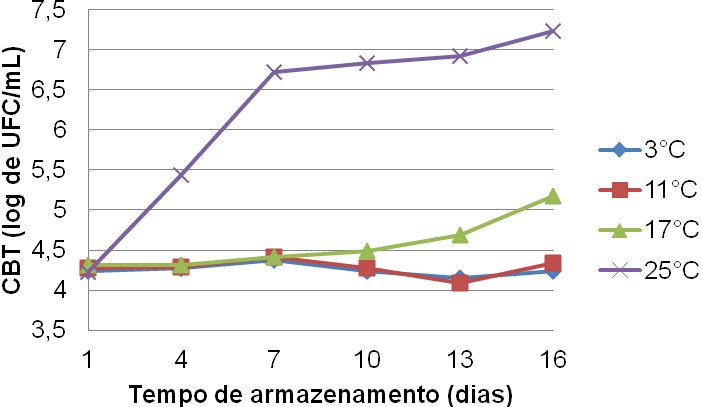 7,5
7
6,5
6
5,5
5
4,5
4
3,5
CBT (log de UFC/mL)
1 4 7 10 13 16
Tempo de armazenamento (dias)
3°C
11°C
17°C
25°C